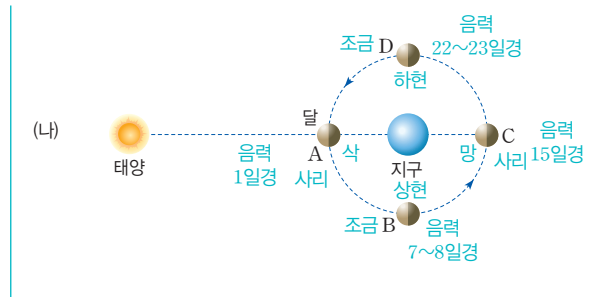 (나)
태양
음력
1일경
달
A
삭
사리
조금 D
음력
22~23일경
하현
지구
상현
망
C
사리
음력
15일경
조금 B
음력
7~8일경